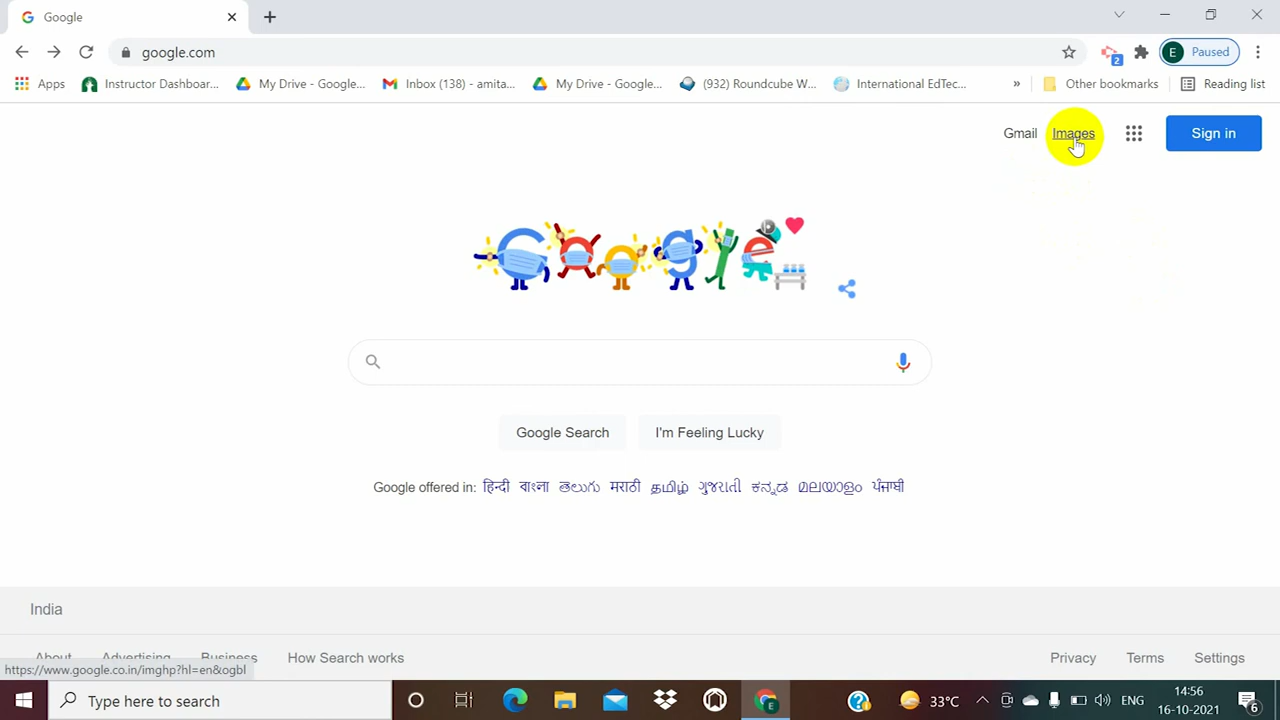 Google
google.com
E Paused
2
Apps
Instructor Dashboar...
My Drive - Google...
Inbox (138) - amita...
My Drive - Google...
(932) Roundcube W...
International EdTec...
»
Other bookmarks
Reading list
Gmail
Images
Sign in
Google
Google Search
I'm Feeling Lucky
Google offered in: हिन्दी বাংলা తెలుగు मराठी தமிழ் ગુજરાતી ಕನ್ನಡ മലയാളം ਪੰਜਾਬੀ
India
About Advertising Business How Search works
Privacy Terms Settings
https://www.google.co.in/imghp?hl=en&ogbl
Type here to search
E
33°C
ENG
14:56
16-10-2021
6